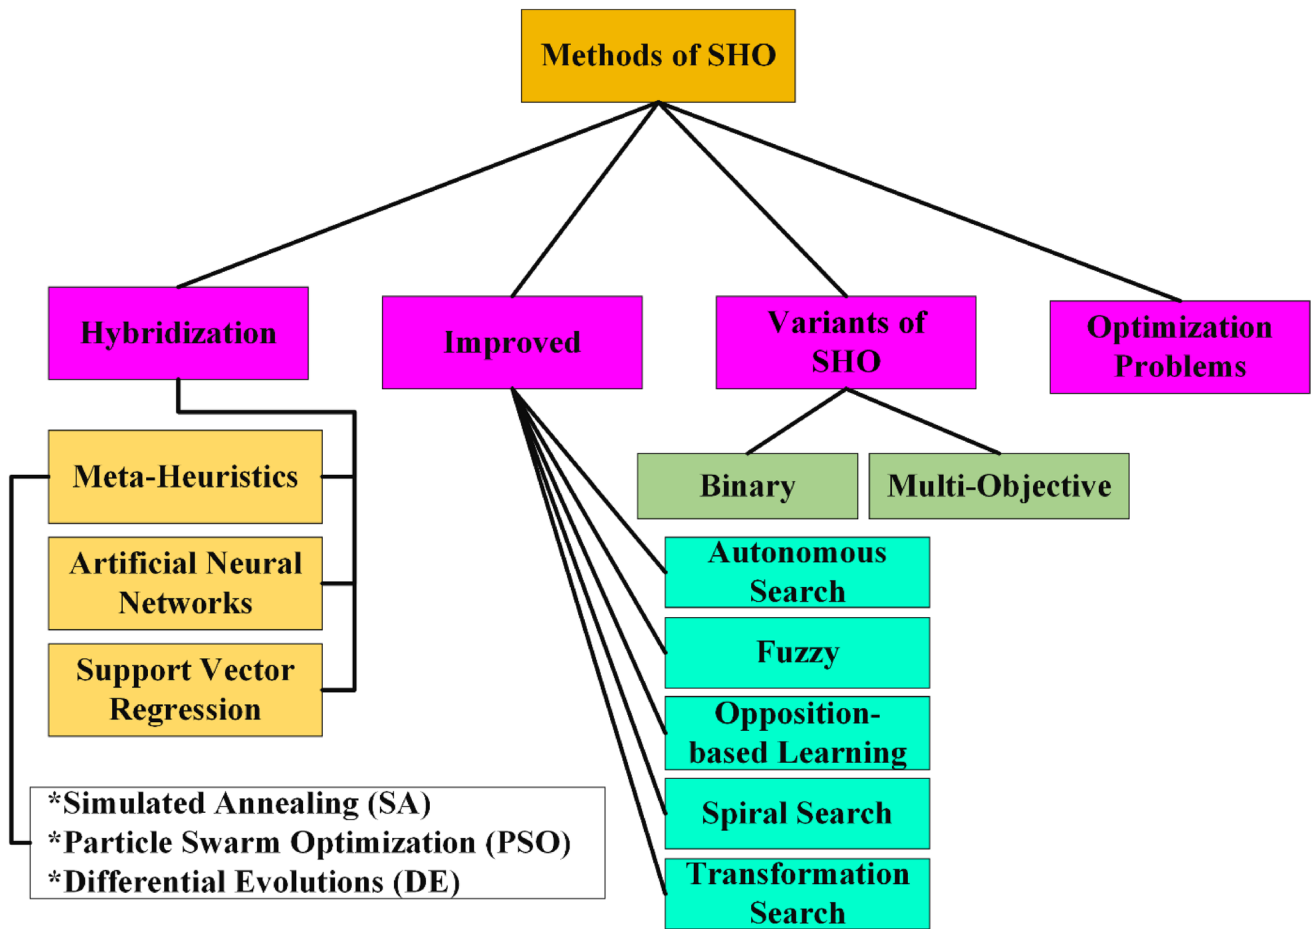 Methods of SHO
Hybridization
Improved
Variants of
SHO
Optimization
Problems
Meta-Heuristics
Artificial Neural
Networks
Support Vector
Regression
*Simulated Annealing (SA)
*Particle Swarm Optimization (PSO)
*Differential Evolutions (DE)
Binary
Multi-Objective
Autonomous
Search
Fuzzy
Opposition-
based Learning
Spiral Search
Transformation
Search